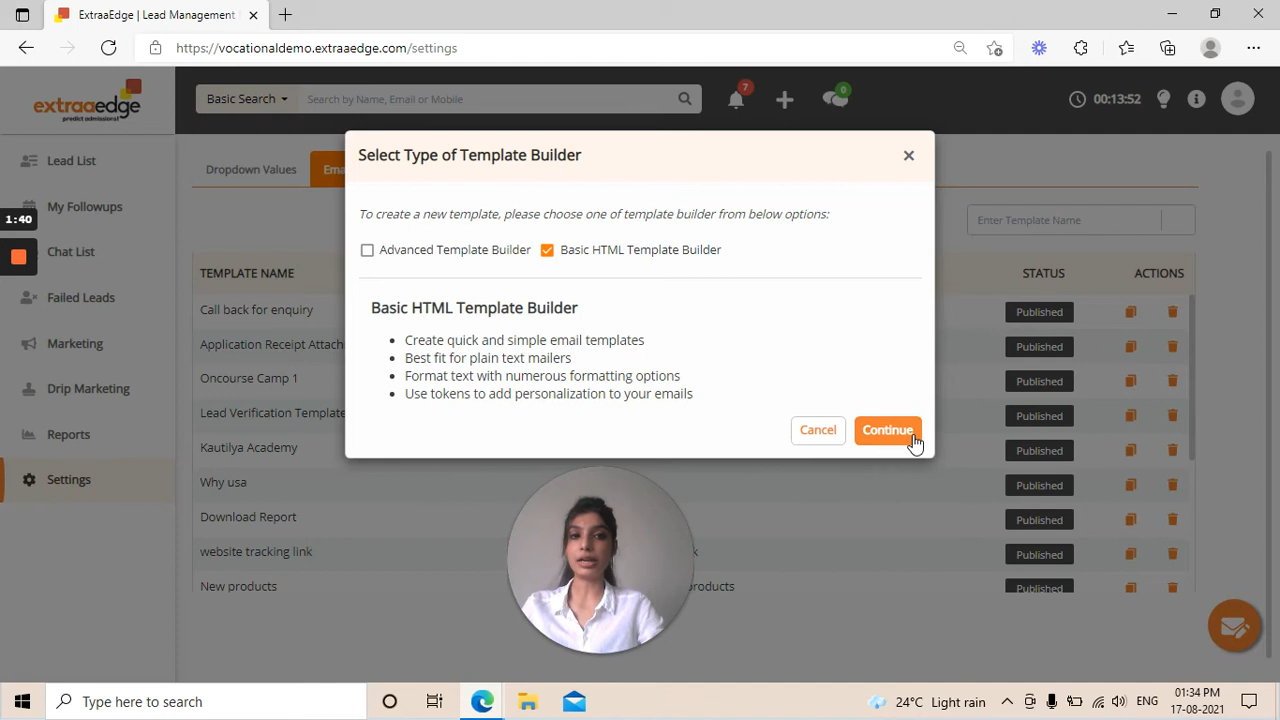 ExtraaEdge | Lead Management
https://vocationaldemo.extraaedge.com/settings
extraaedge
predict admissions!
Basic Search
Search by Name, Email or Mobile
7
0
00:13:52
Lead List
My Followups
1:40
Chat List
Failed Leads
Marketing
Drip Marketing
Reports
Settings
Dropdown Values
Ema
Enter Template Name
TEMPLATE NAME
STATUS
ACTIONS
Call back for enquiry
Published
Application Receipt Attach
Published
Oncourse Camp 1
Published
Lead Verification Template
Published
Kautilya Academy
Published
Why usa
Published
Download Report
Published
website tracking link
k
Published
New products
products
Published
Select Type of Template Builder
To create a new template, please choose one of template builder from below options:
Advanced Template Builder
Basic HTML Template Builder
Basic HTML Template Builder
• Create quick and simple email templates
• Best fit for plain text mailers
• Format text with numerous formatting options
• Use tokens to add personalization to your emails
Cancel
Continue
Type here to search
24°C Light rain
ENG
01:34 PM
17-08-2021